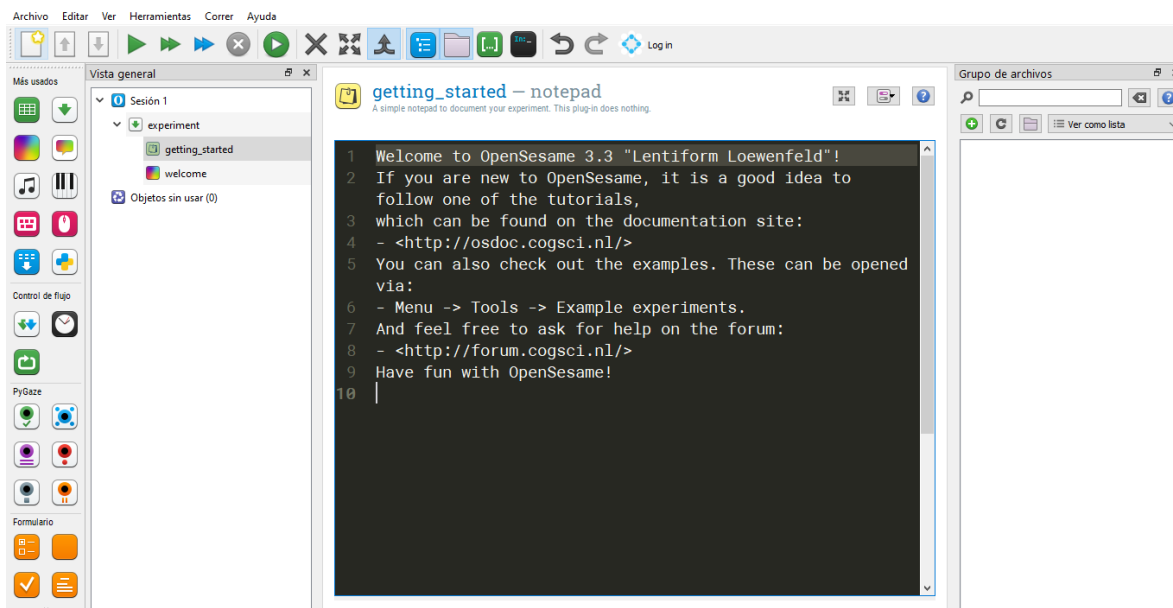 Archivo Editar Ver Herramientas Correr Ayuda
Log in
Más usados
Control de flujo
PyGaze
Formulario
Vista general
Sesión 1
experiment
getting_started
welcome
Objetos sin usar (0)
getting_started — notepad
A simple notepad to document your experiment. This plug-in does nothing.
1 Welcome to OpenSesame 3.3 "Lentiform Loewenfeld"!
2 If you are new to OpenSesame, it is a good idea to
follow one of the tutorials,
3 which can be found on the documentation site:
4 - <http://osdoc.cogsci.nl/>
5 You can also check out the examples. These can be opened
via:
6 - Menu -> Tools -> Example experiments.
7 And feel free to ask for help on the forum:
8 - <http://forum.cogsci.nl/>
9 Have fun with OpenSesame!
10
Grupo de archivos
Ver como lista